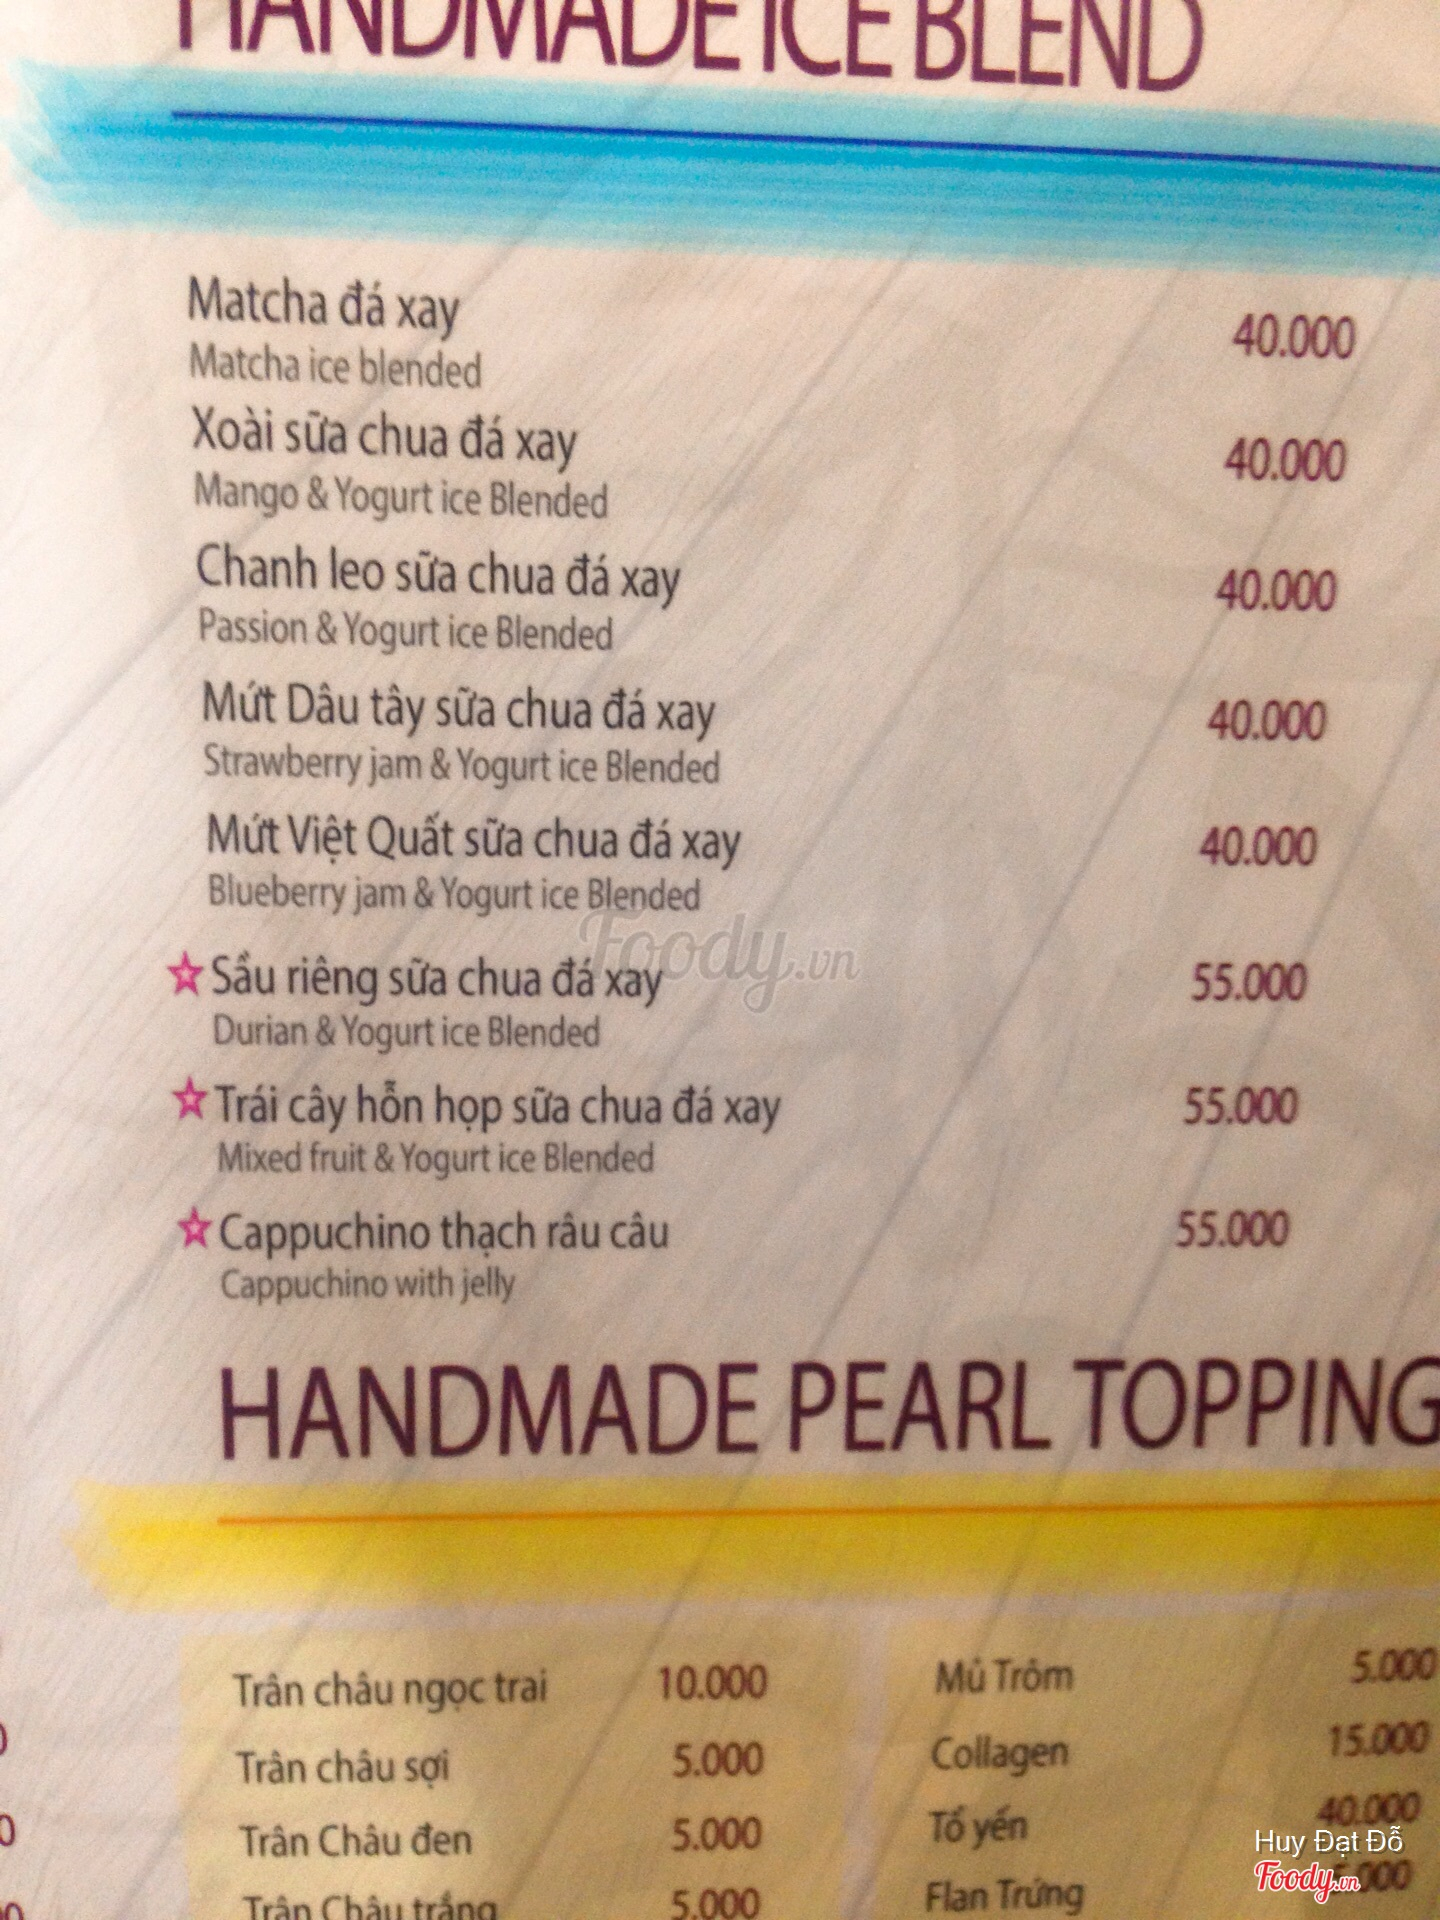 HANDMADE ICE BLEND
Matcha đá xay 40.000
Matcha ice blended
Xoài sữa chua đá xay 40.000
Mango & Yogurt ice Blended
Chanh leo sữa chua đá xay 40.000
Passion & Yogurt ice Blended
Mứt Dâu tây sữa chua đá xay 40.000
Strawberry jam & Yogurt ice Blended
Mứt Việt Quất sữa chua đá xay 40.000
Blueberry jam & Yogurt ice Blended
Foody.vn
☆ Sầu riêng sữa chua đá xay 55.000
Durian & Yogurt ice Blended
☆ Trái cây hỗn họp sữa chua đá xay 55.000
Mixed fruit & Yogurt ice Blended
☆ Cappuchino thạch râu câu 55.000
Cappuchino with jelly
HANDMADE PEARL TOPPING
Trân châu ngọc trai 10.000
Trân châu sợi 5.000
Trân Châu đen 5.000
Trân Châu trắng 5.000
Mủ Trôm 5.000
Collagen 15.000
Tổ yến 40.000
Flan Trứng
Huy Đạt Đỗ
Foody.vn